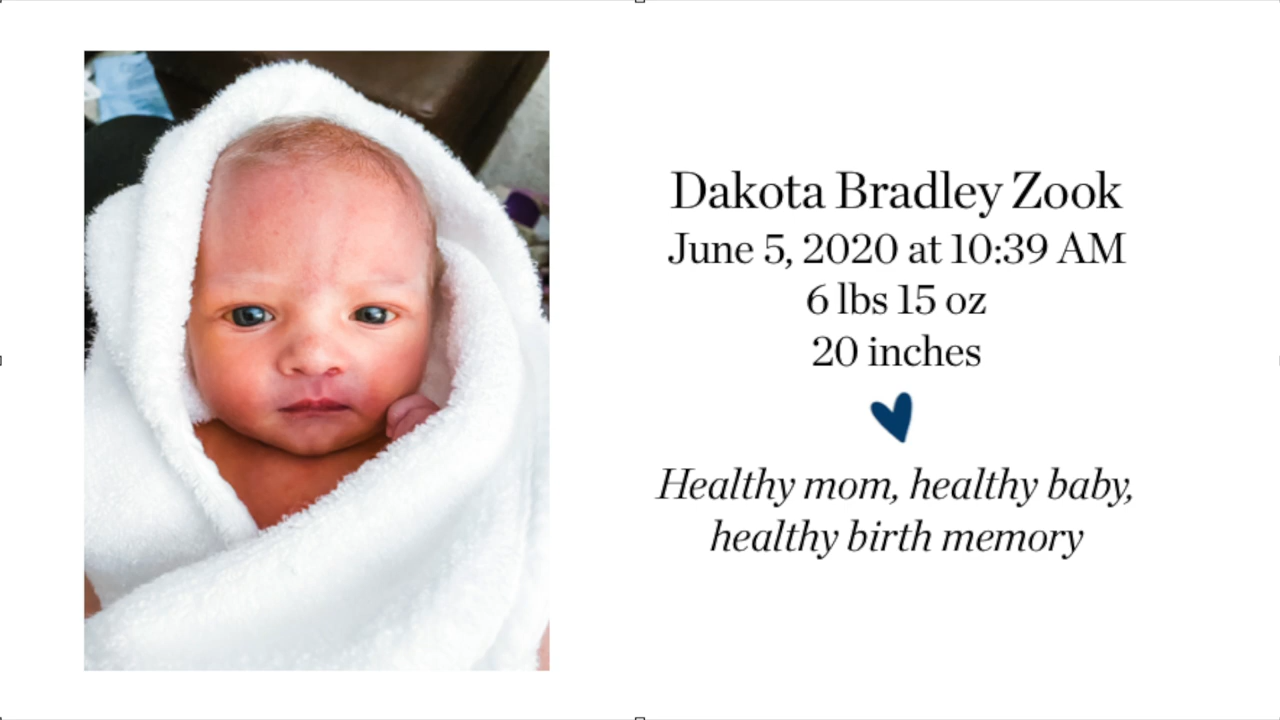 Dakota Bradley Zook
June 5, 2020 at 10:39 AM
6 lbs 15 oz
20 inches
Healthy mom, healthy baby,
healthy birth memory